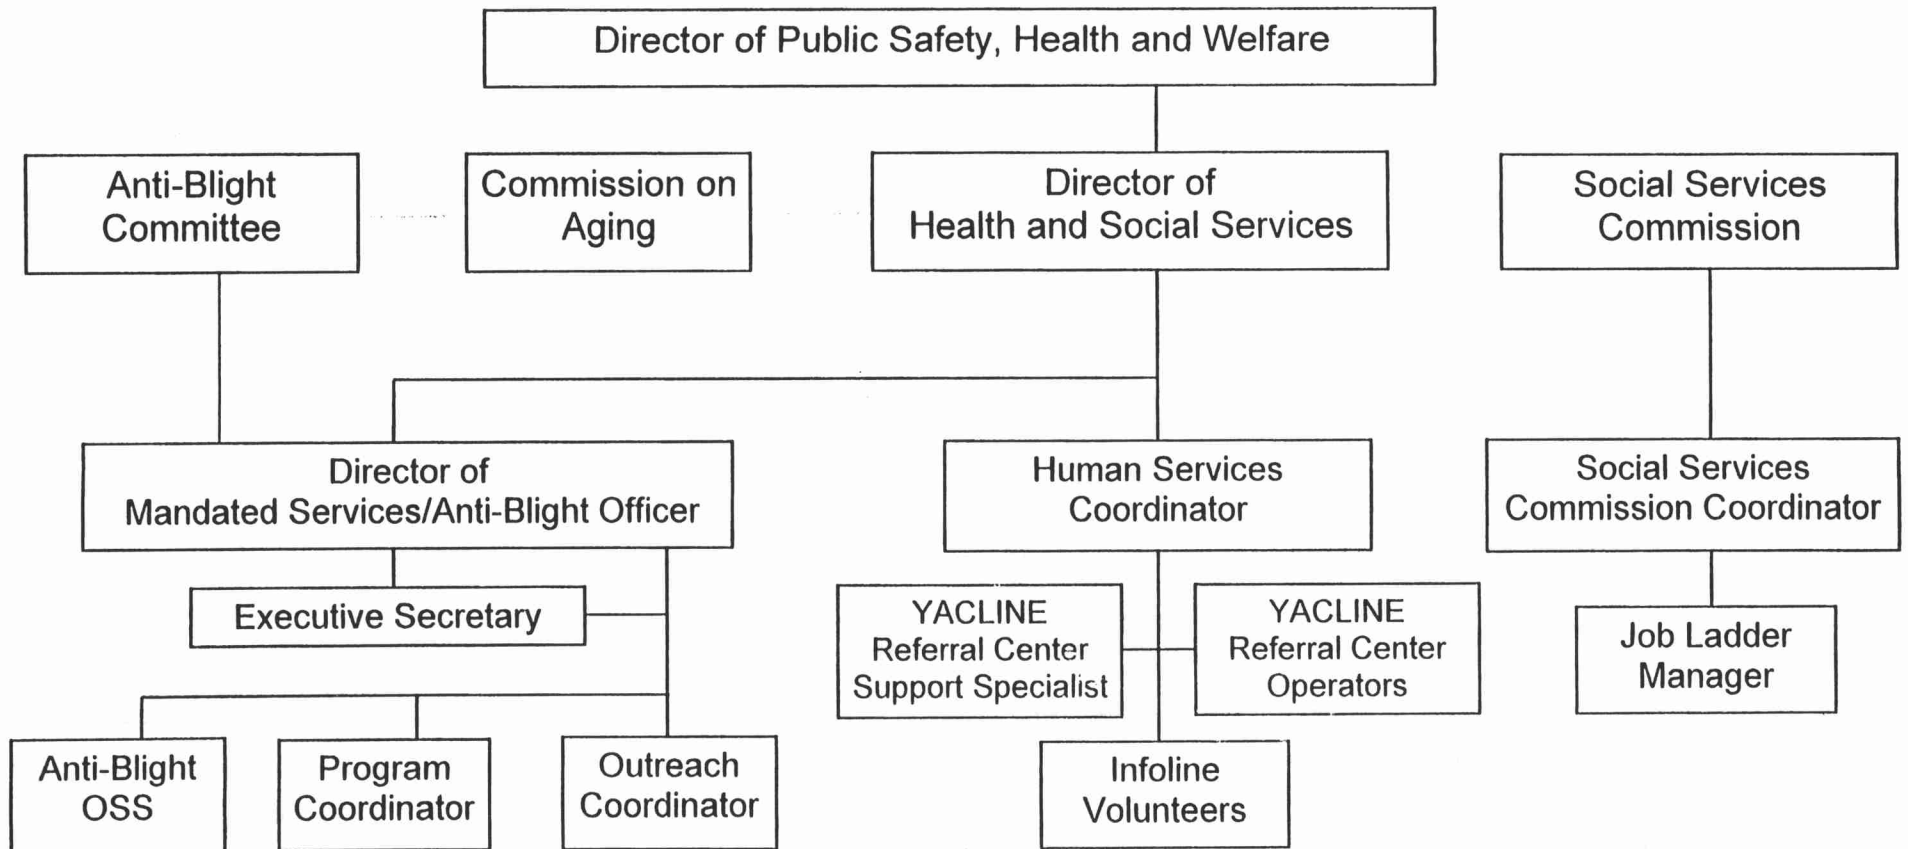 Director of Public Safety, Health and Welfare
Anti-Blight
Committee
Commission on
Aging
Director of
Health and Social Services
Social Services
Commission
Director of
Mandated Services/Anti-Blight Officer
Human Services
Coordinator
Social Services
Commission Coordinator
Executive Secretary
YACLINE
Referral Center
Support Specialist
YACLINE
Referral Center
Operators
Job Ladder
Manager
Anti-Blight
OSS
Program
Coordinator
Outreach
Coordinator
Infoline
Volunteers